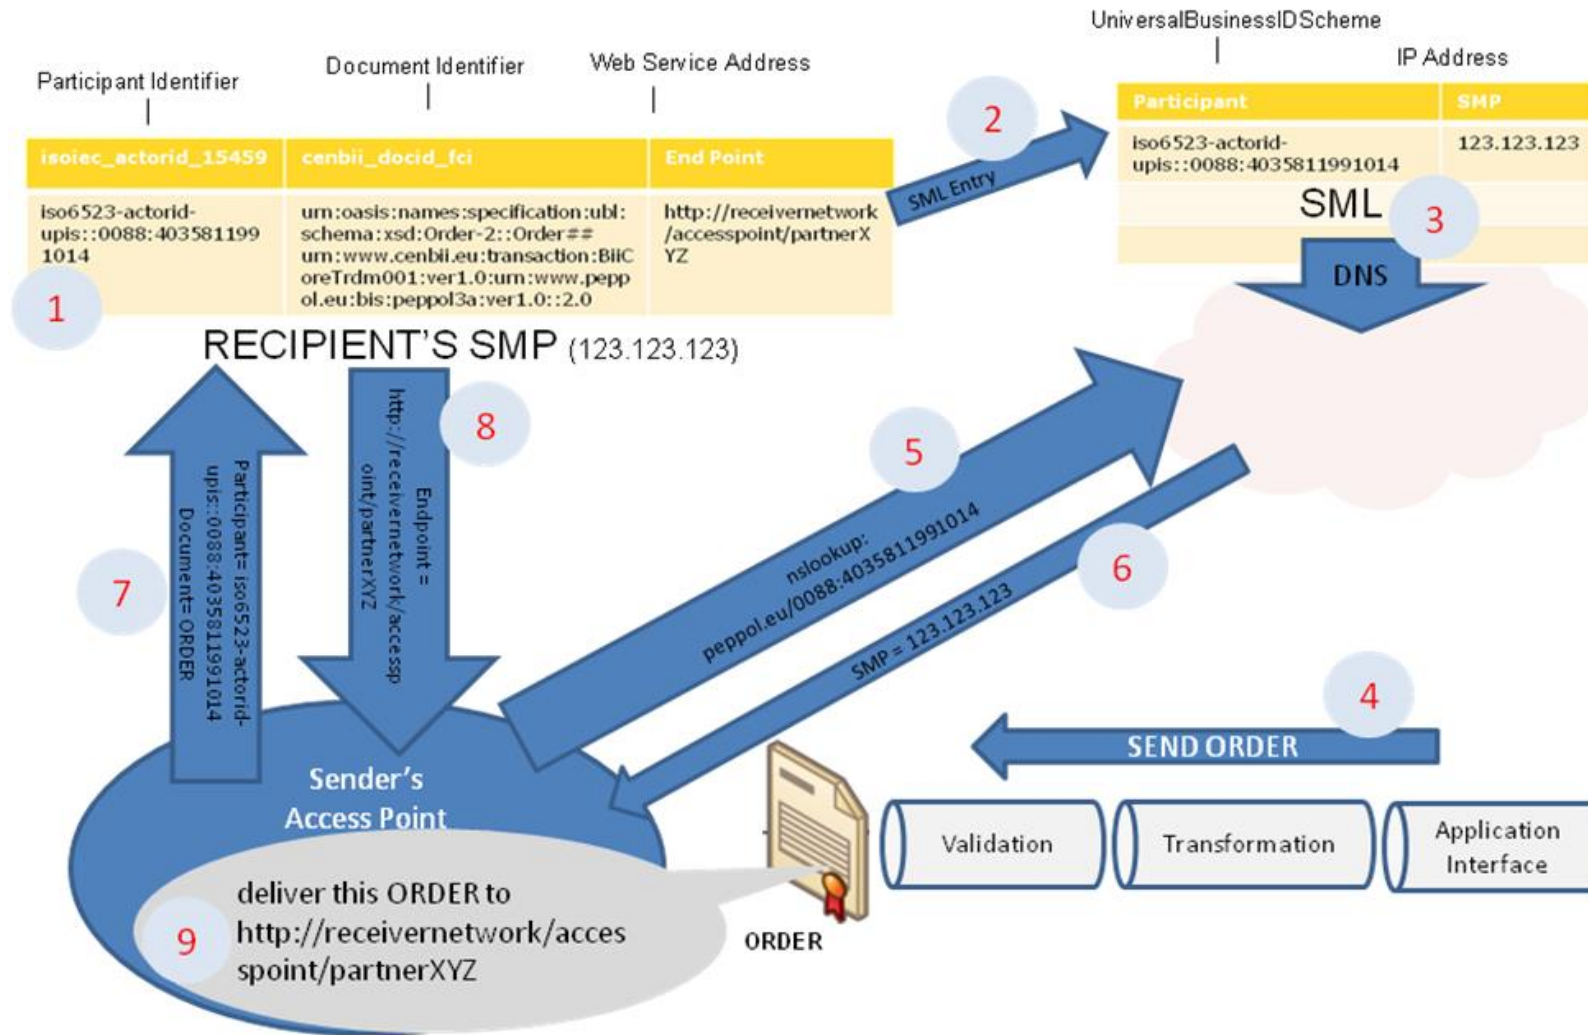 UniversalBusinessIDScheme
Participant Identifier
Document Identifier
Web Service Address
IP Address
isoiec_actorid_15459
cenbii_docid_fci
End Point
iso6523-actorid-
upis::0088:403581199
1014
urn:oasis:names:specification:ubl:
schema:xsd:Order-2::Order##
urn:www.cenbii.eu:transaction:BiiC
oreTrdm001:ver1.0:urn:www.pepp
ol.eu:bis:peppol3a:ver1.0::2.0
http://receivernetwork
/accesspoint/partnerX
YZ
1
RECIPIENT'S SMP (123.123.123)
2
SML Entry
Participant
SMP
iso6523-actorid-
upis::0088:4035811991014
123.123.123
SML
3
DNS
7
Participant= iso6523-actorid-
upis::0088:4035811991014
Document= ORDER
8
Endpoint =
http://receivernetwork/accessp
oint/partnerXYZ
5
nslookup:
peppol.eu/0088:4035811991014
6
SMP = 123.123.123
4
SEND ORDER
Sender's
Access Point
Validation
Transformation
Application
Interface
9
deliver this ORDER to
http://receivernetwork/acces
spoint/partnerXYZ
ORDER